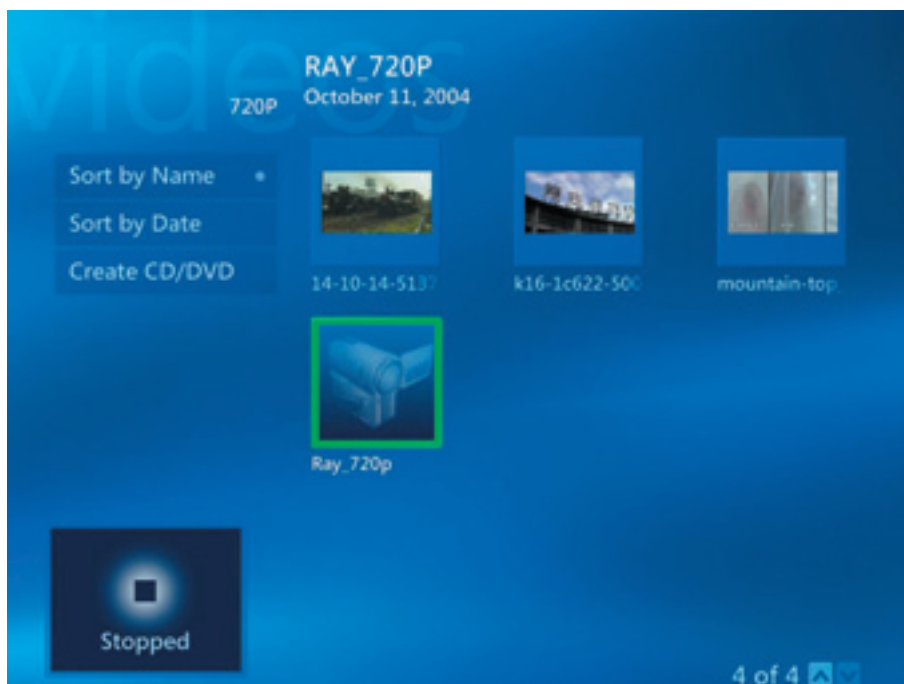 videos
RAY_720P
720P
October 11, 2004
Sort by Name
Sort by Date
Create CD/DVD
14-10-14-5137
k16-1c622-500
mountain-top_
Ray_720p
Stopped
4 of 4